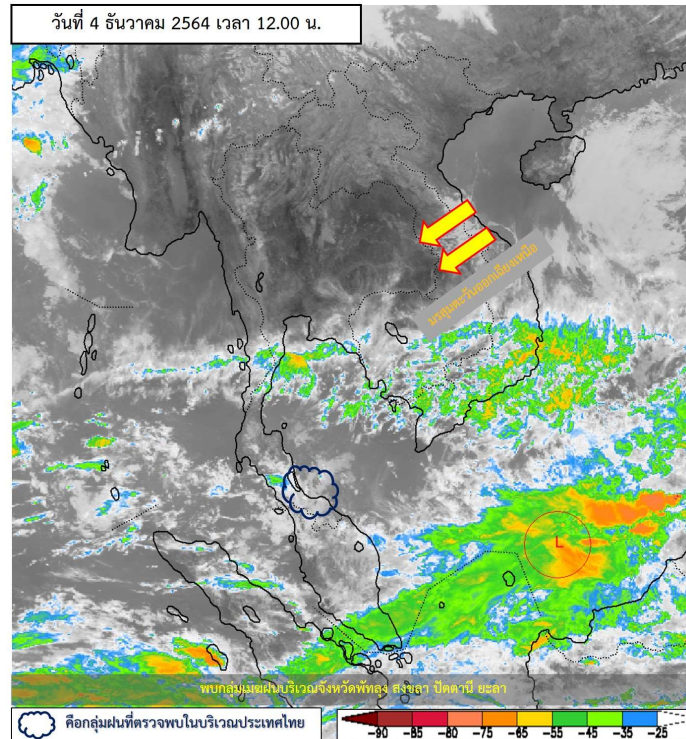 วันที่ 4 ธันวาคม 2564 เวลา 12.00 น.
มรสุมตะวันออกเฉียงเหนือ
L
พบกลุ่มเมฆฝนบริเวณจังหวัดพัทลุง สงขลา ปัตตานี ยะลา
คือกลุ่มฝนที่ตรวจพบในบริเวณประเทศไทย
-90 -85 -80 -75 -65 -55 -45 -35 -25